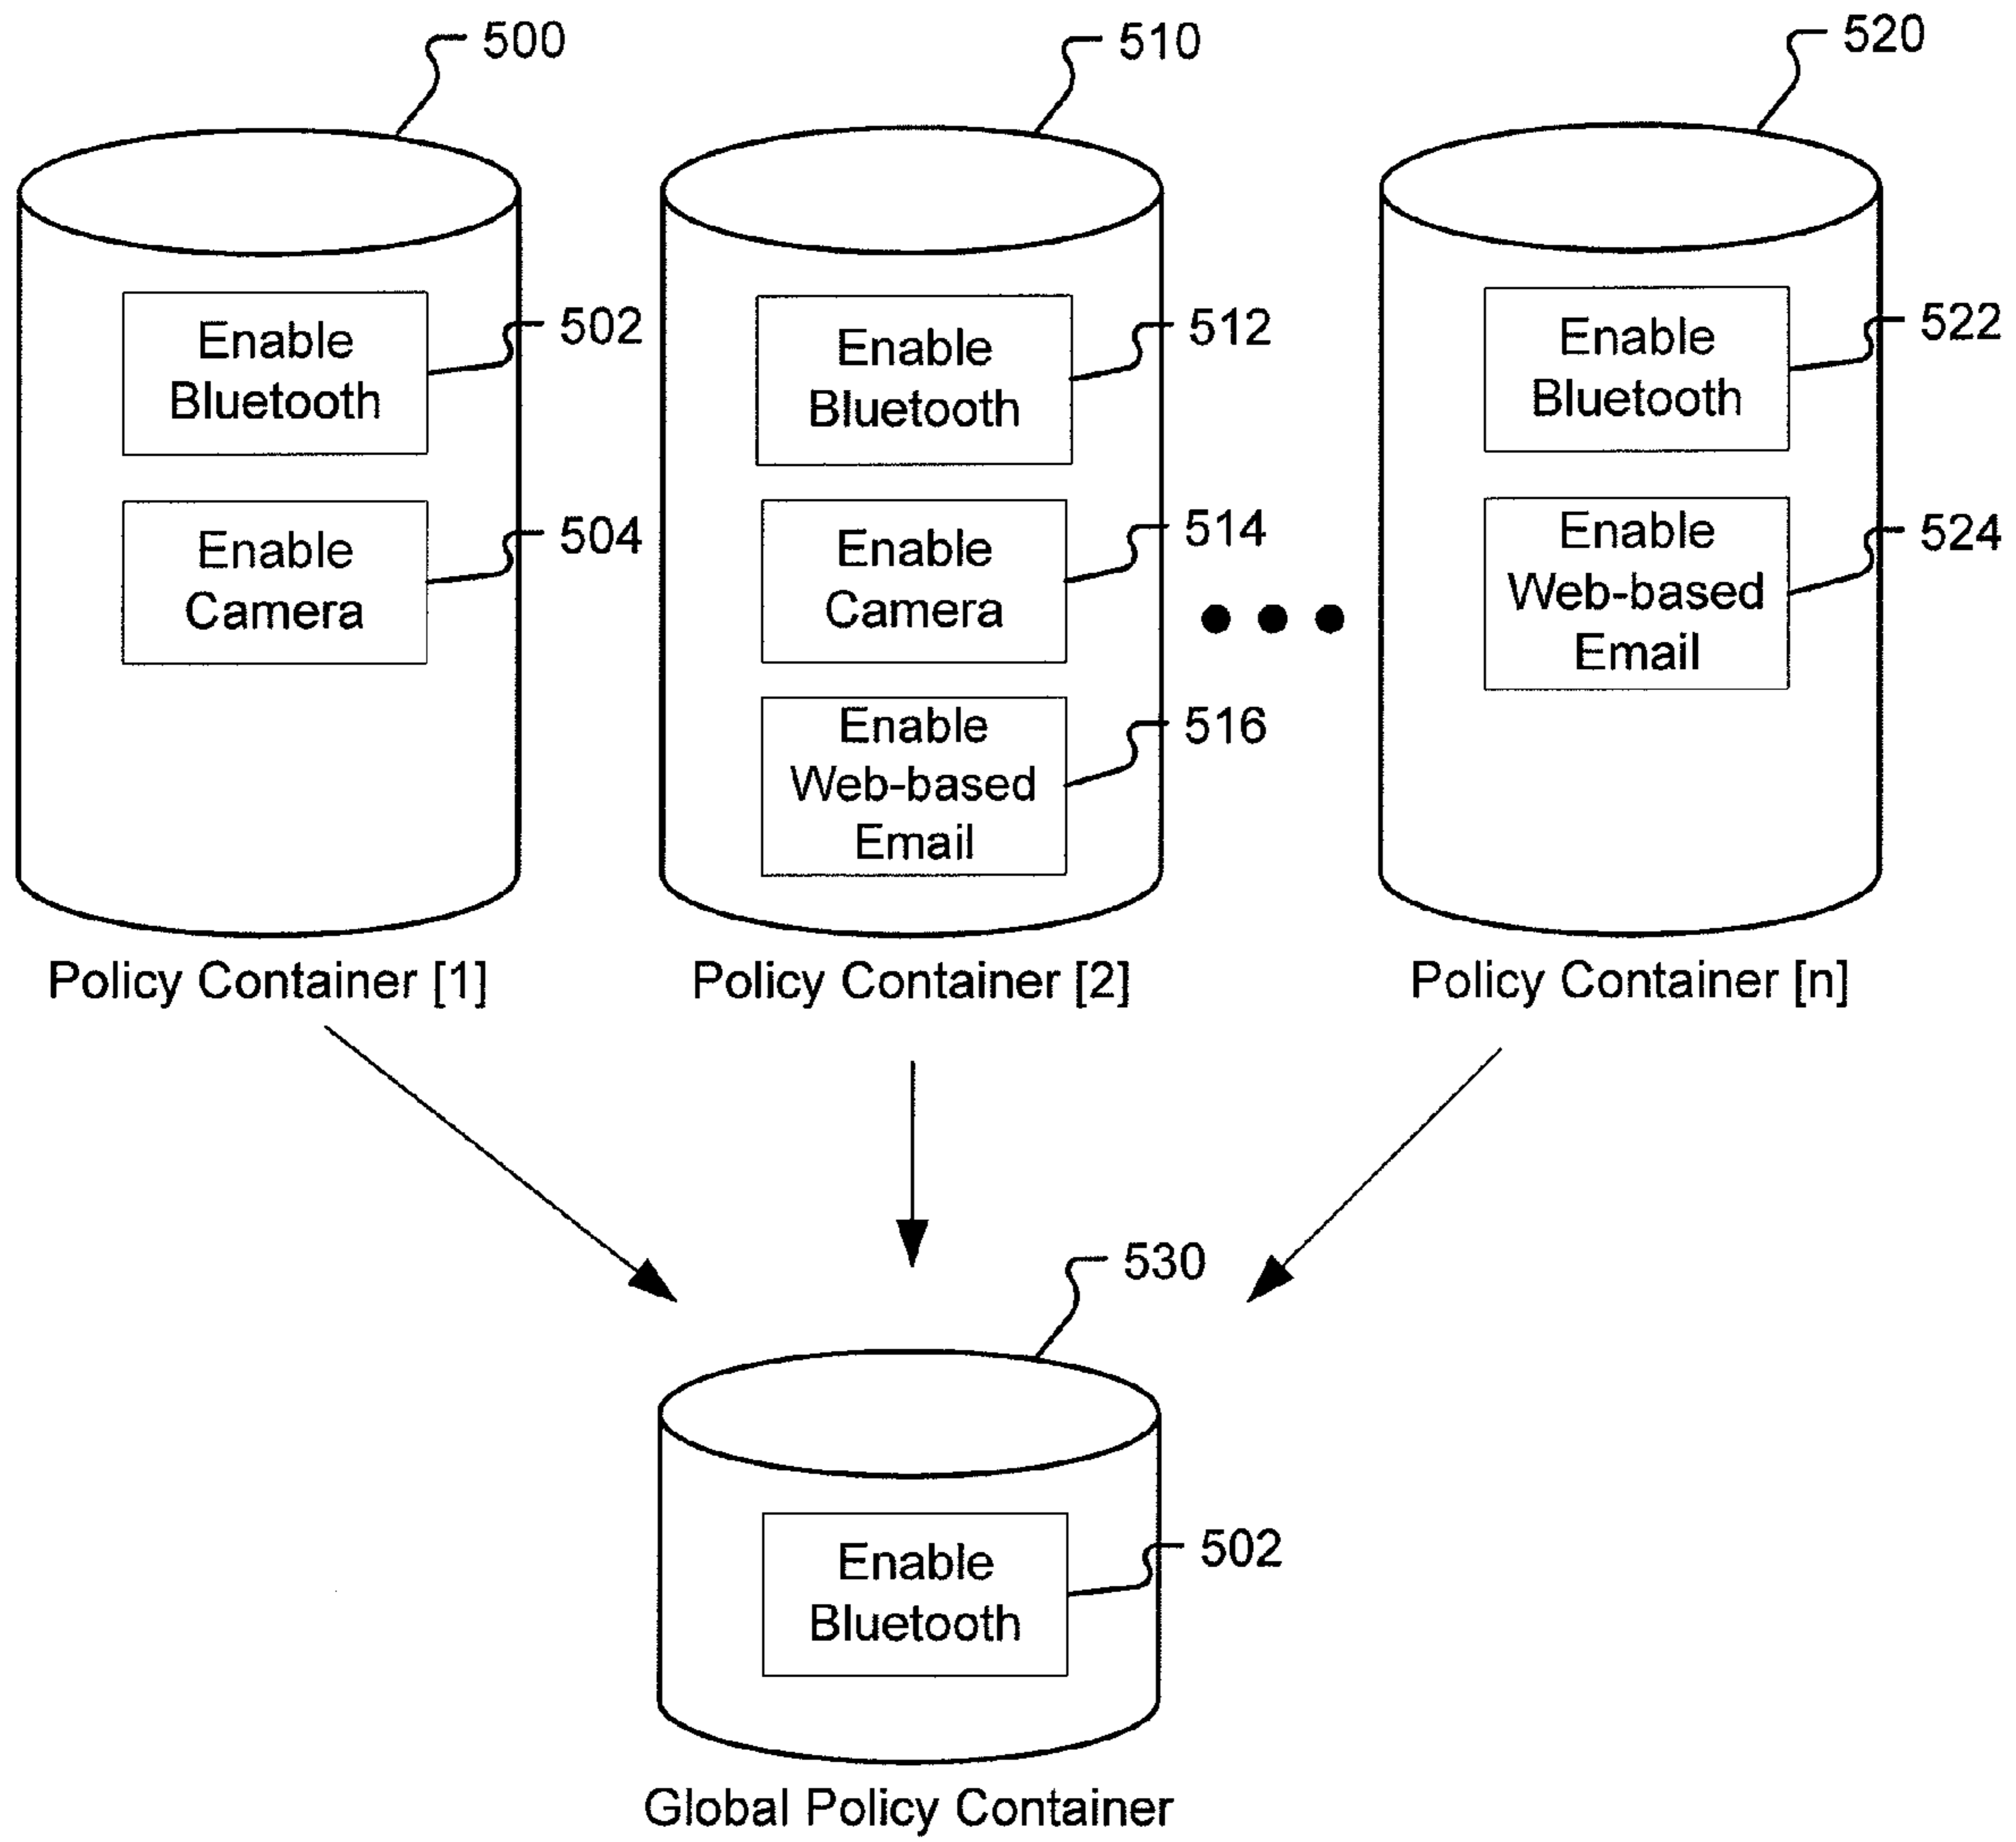 500
510
520
Enable
Bluetooth
502
Enable
Camera
504
Enable
Bluetooth
512
Enable
Camera
514
Enable
Web-based
Email
516
Enable
Bluetooth
522
Enable
Web-based
Email
524
Policy Container [1]
Policy Container [2]
Policy Container [n]
530
Enable
Bluetooth
502
Global Policy Container